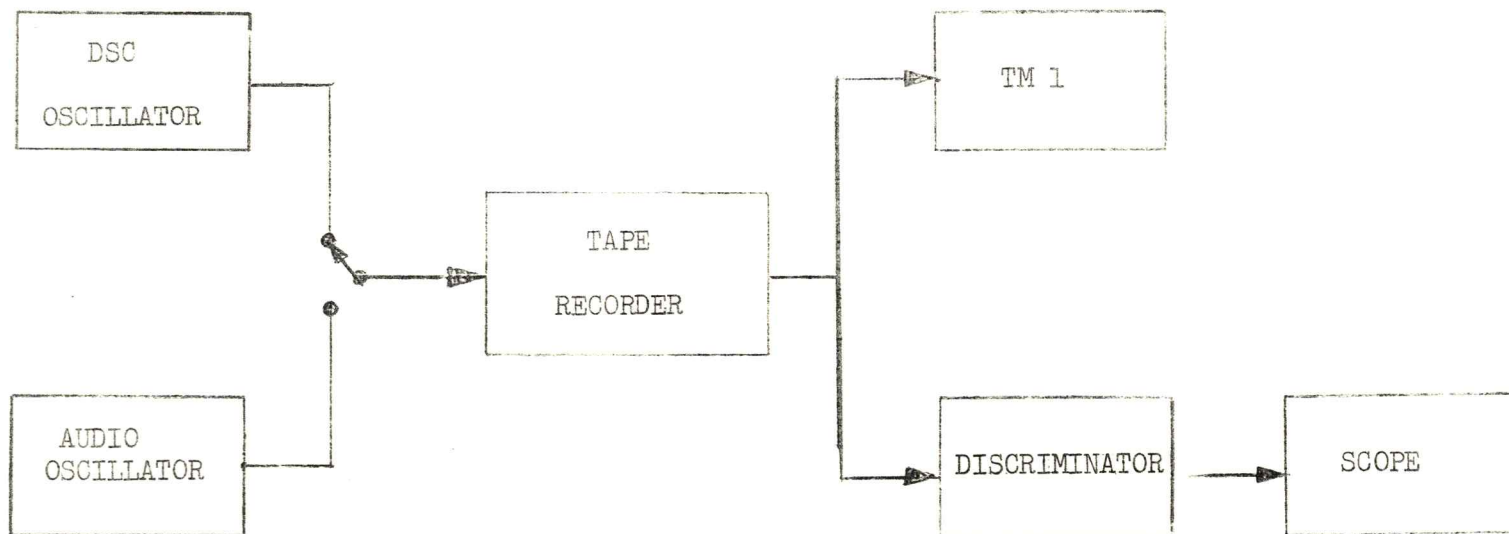 DSC
OSCILLATOR
TM 1
TAPE
RECORDER
AUDIO
OSCILLATOR
DISCRIMINATOR
SCOPE